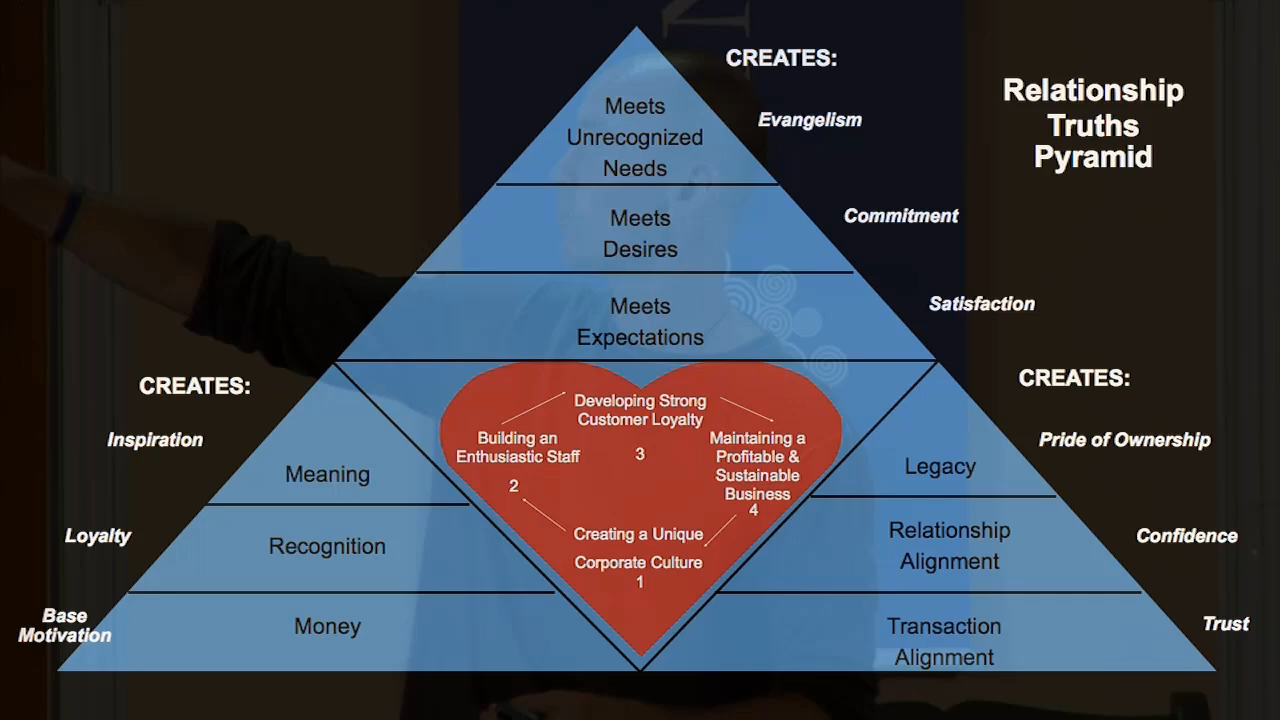 N
CREATES:
Relationship
Truths
Pyramid
Meets
Unrecognized
Needs
Evangelism
Meets
Desires
Commitment
Meets
Expectations
Satisfaction
CREATES:
Inspiration
Meaning
Loyalty
Recognition
Base
Motivation
Money
Developing Strong
Customer Loyalty
3
Building an
Enthusiastic Staff
2
Maintaining a
Profitable &
Sustainable
Business
4
Creating a Unique
Corporate Culture
1
CREATES:
Pride of Ownership
Legacy
Relationship
Alignment
Confidence
Transaction
Alignment
Trust